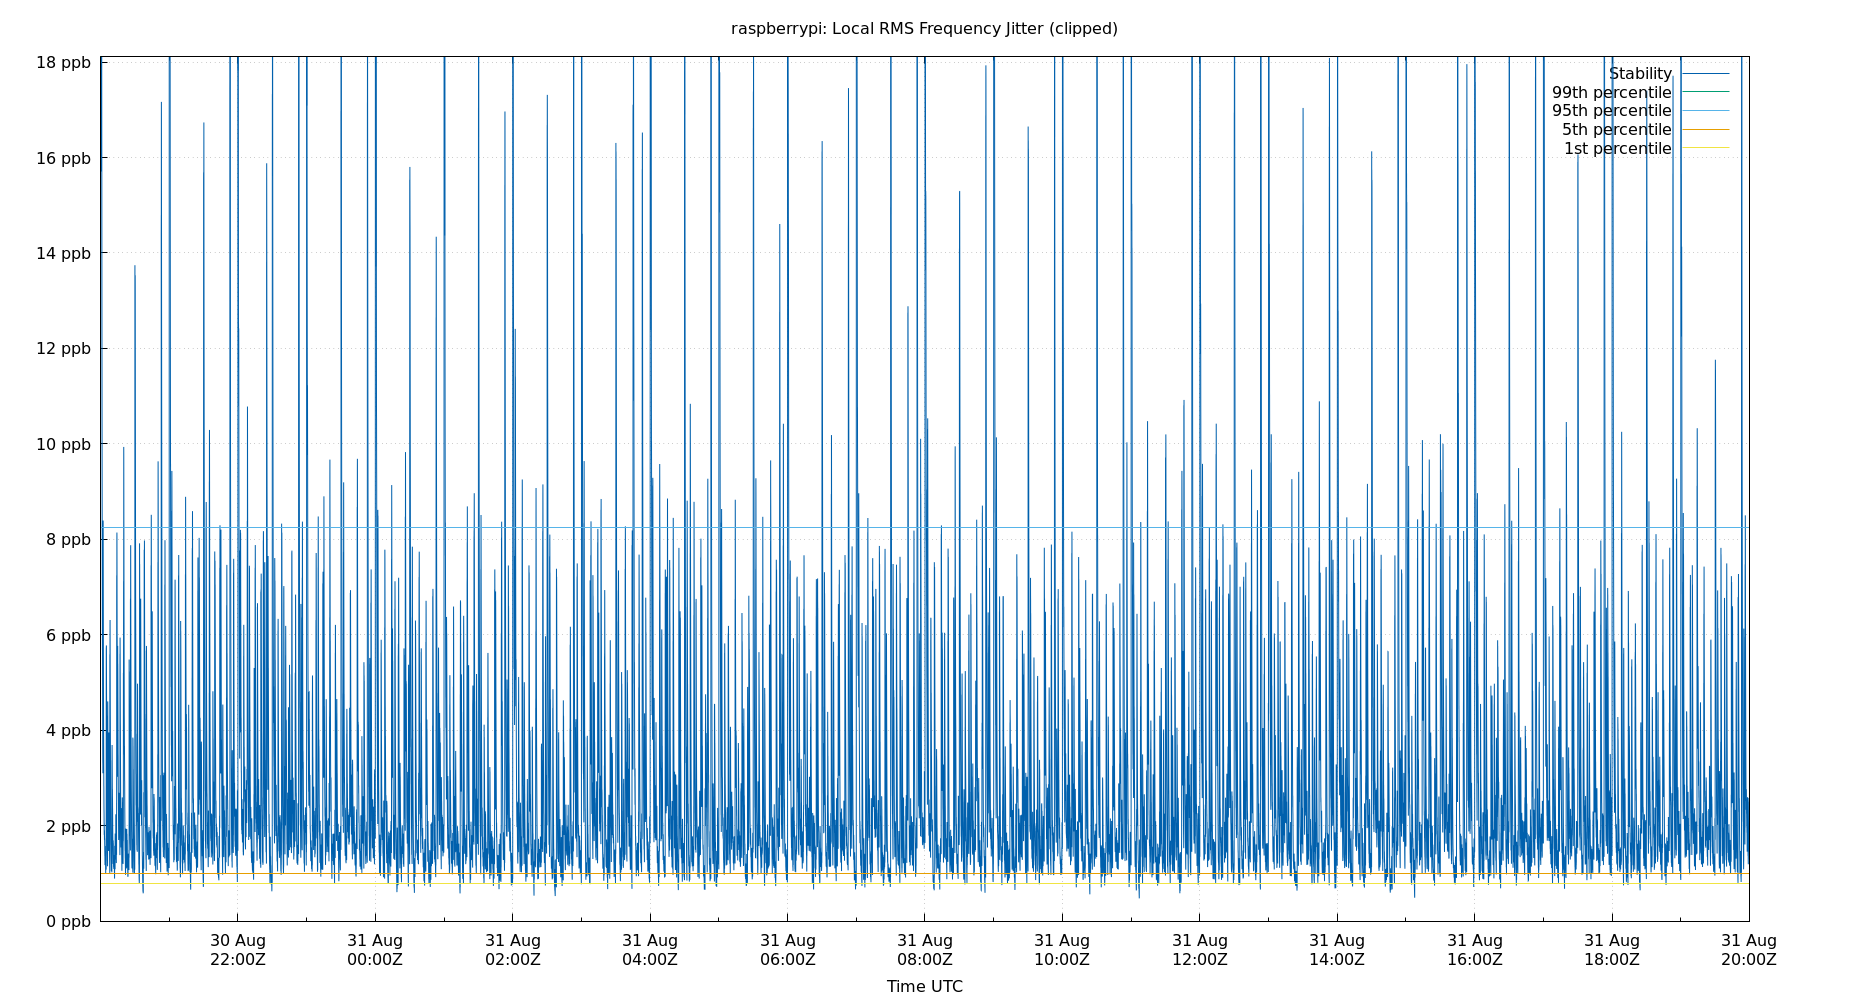 raspberrypi: Local RMS Frequency Jitter (clipped)
18 ppb
16 ppb
14 ppb
12 ppb
10 ppb
8 ppb
6 ppb
4 ppb
2 ppb
0 ppb
Stability
99th percentile
95th percentile
5th percentile
1st percentile
30 Aug 31 Aug 31 Aug 31 Aug 31 Aug 31 Aug 31 Aug 31 Aug 31 Aug 31 Aug 31 Aug 31 Aug
22:00Z 00:00Z 02:00Z 04:00Z 06:00Z 08:00Z 10:00Z 12:00Z 14:00Z 16:00Z 18:00Z 20:00Z
Time UTC